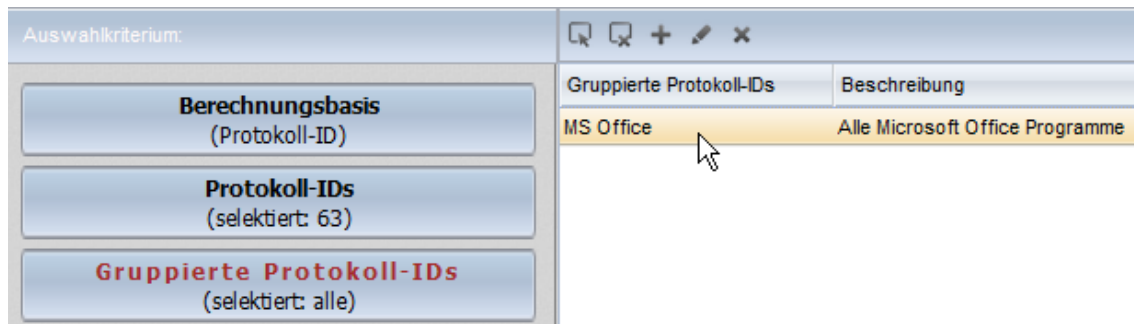 Auswahlkriterium:
Berechnungsbasis
(Protokoll-ID)
Protokoll-IDs
(selektiert: 63)
Gruppierte Protokoll-IDs
(selektiert: alle)
Gruppierte Protokoll-IDs Beschreibung
MS Office Alle Microsoft Office Programme